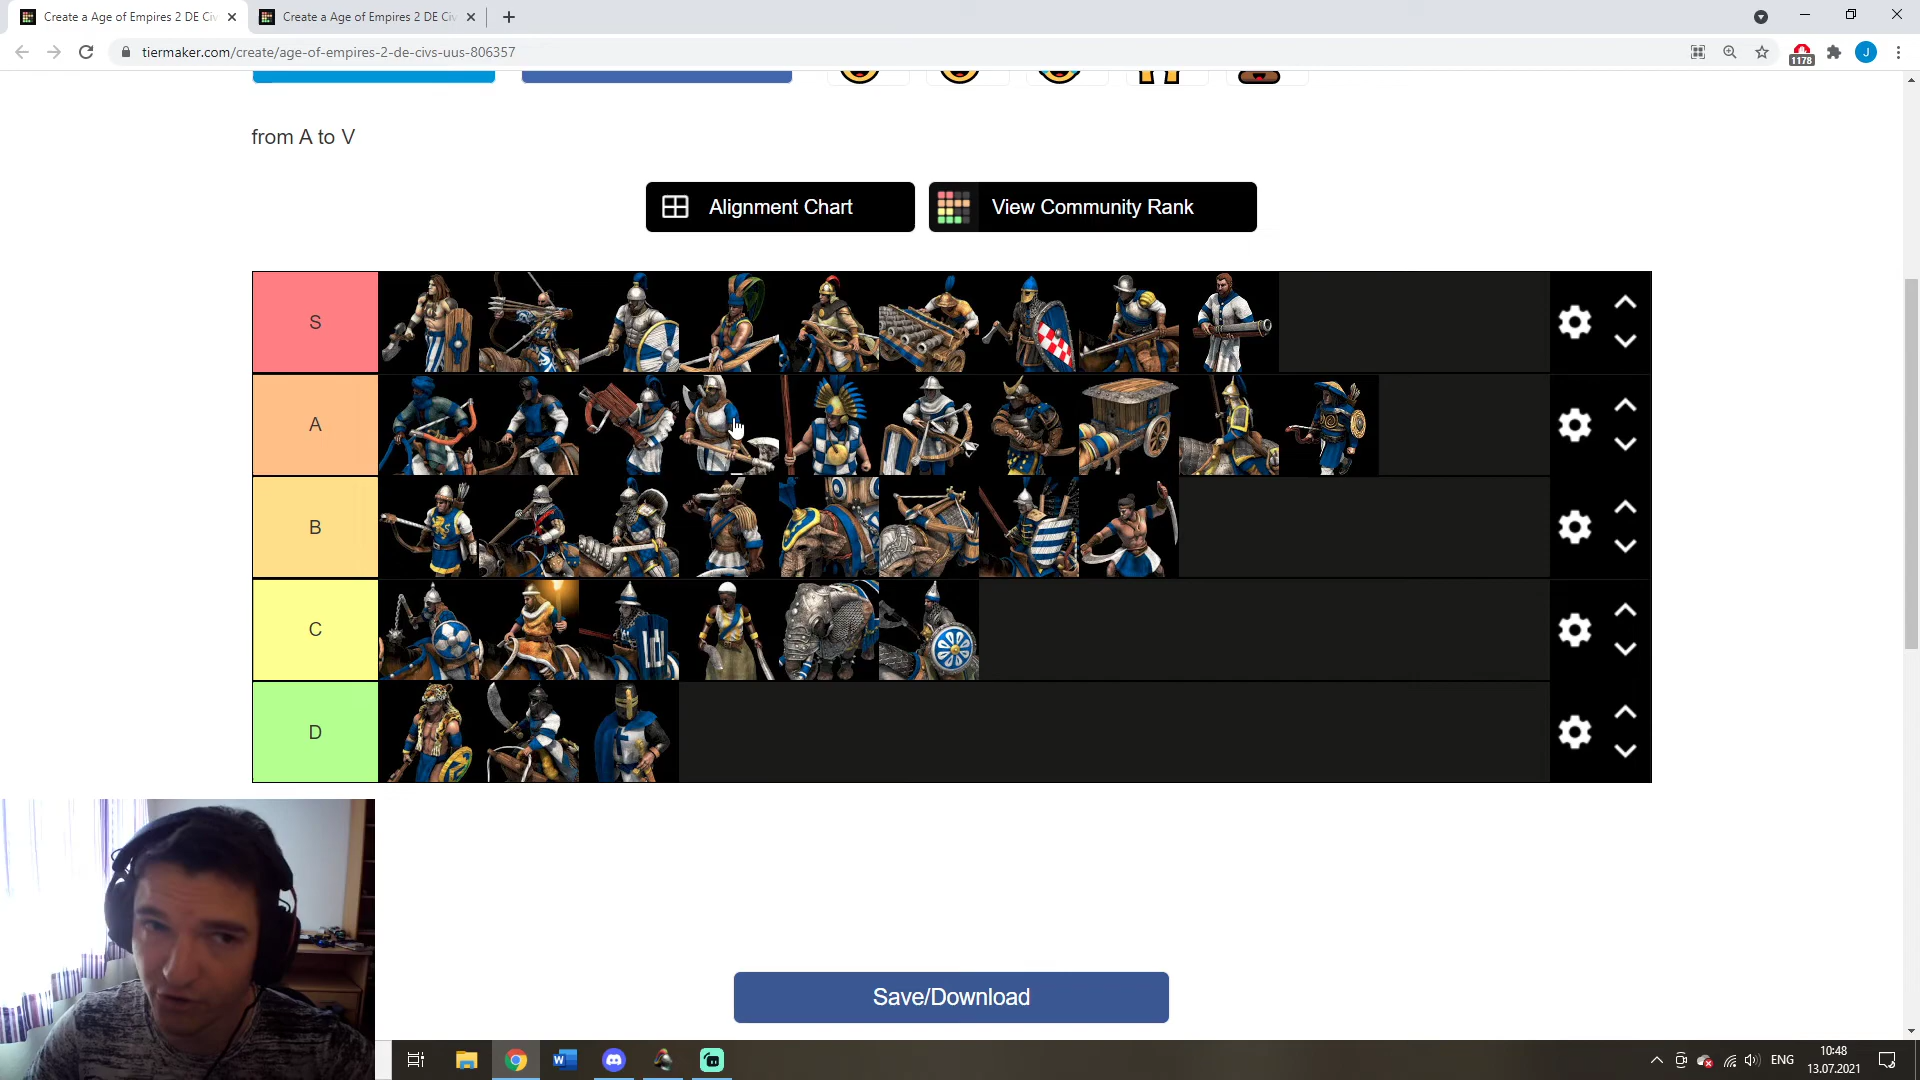 Create a Age of Empires 2 DE Civ
Create a Age of Empires 2 DE Civ
tiermaker.com/create/age-of-empires-2-de-civs-uus-806357
1178
J
from A to V
Alignment Chart
View Community Rank
S
A
B
C
D
Save/Download
ENG
10:48
13.07.2021